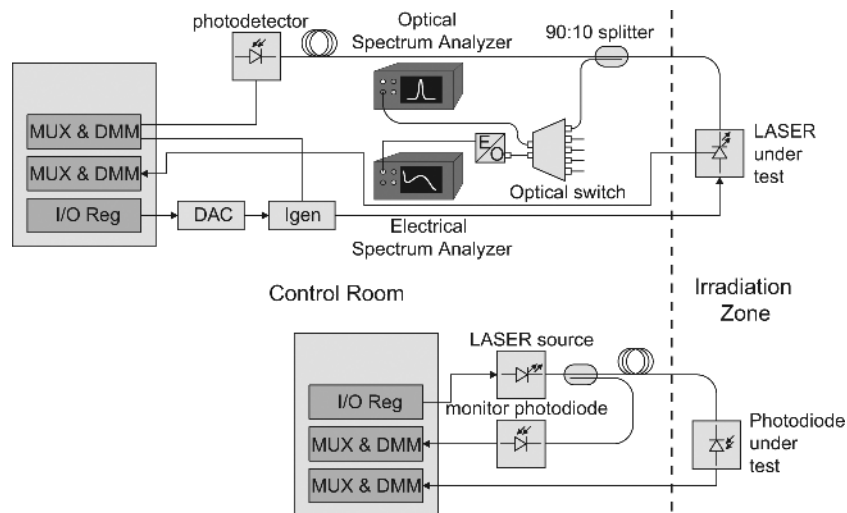 photodetector
Optical
Spectrum Analyzer
90:10 splitter
MUX & DMM
MUX & DMM
I/O Reg
DAC
Igen
E
O
Optical switch
LASER
under
test
Electrical
Spectrum Analyzer
Control Room
Irradiation
Zone
LASER source
I/O Reg
monitor photodiode
MUX & DMM
MUX & DMM
Photodiode
under
test